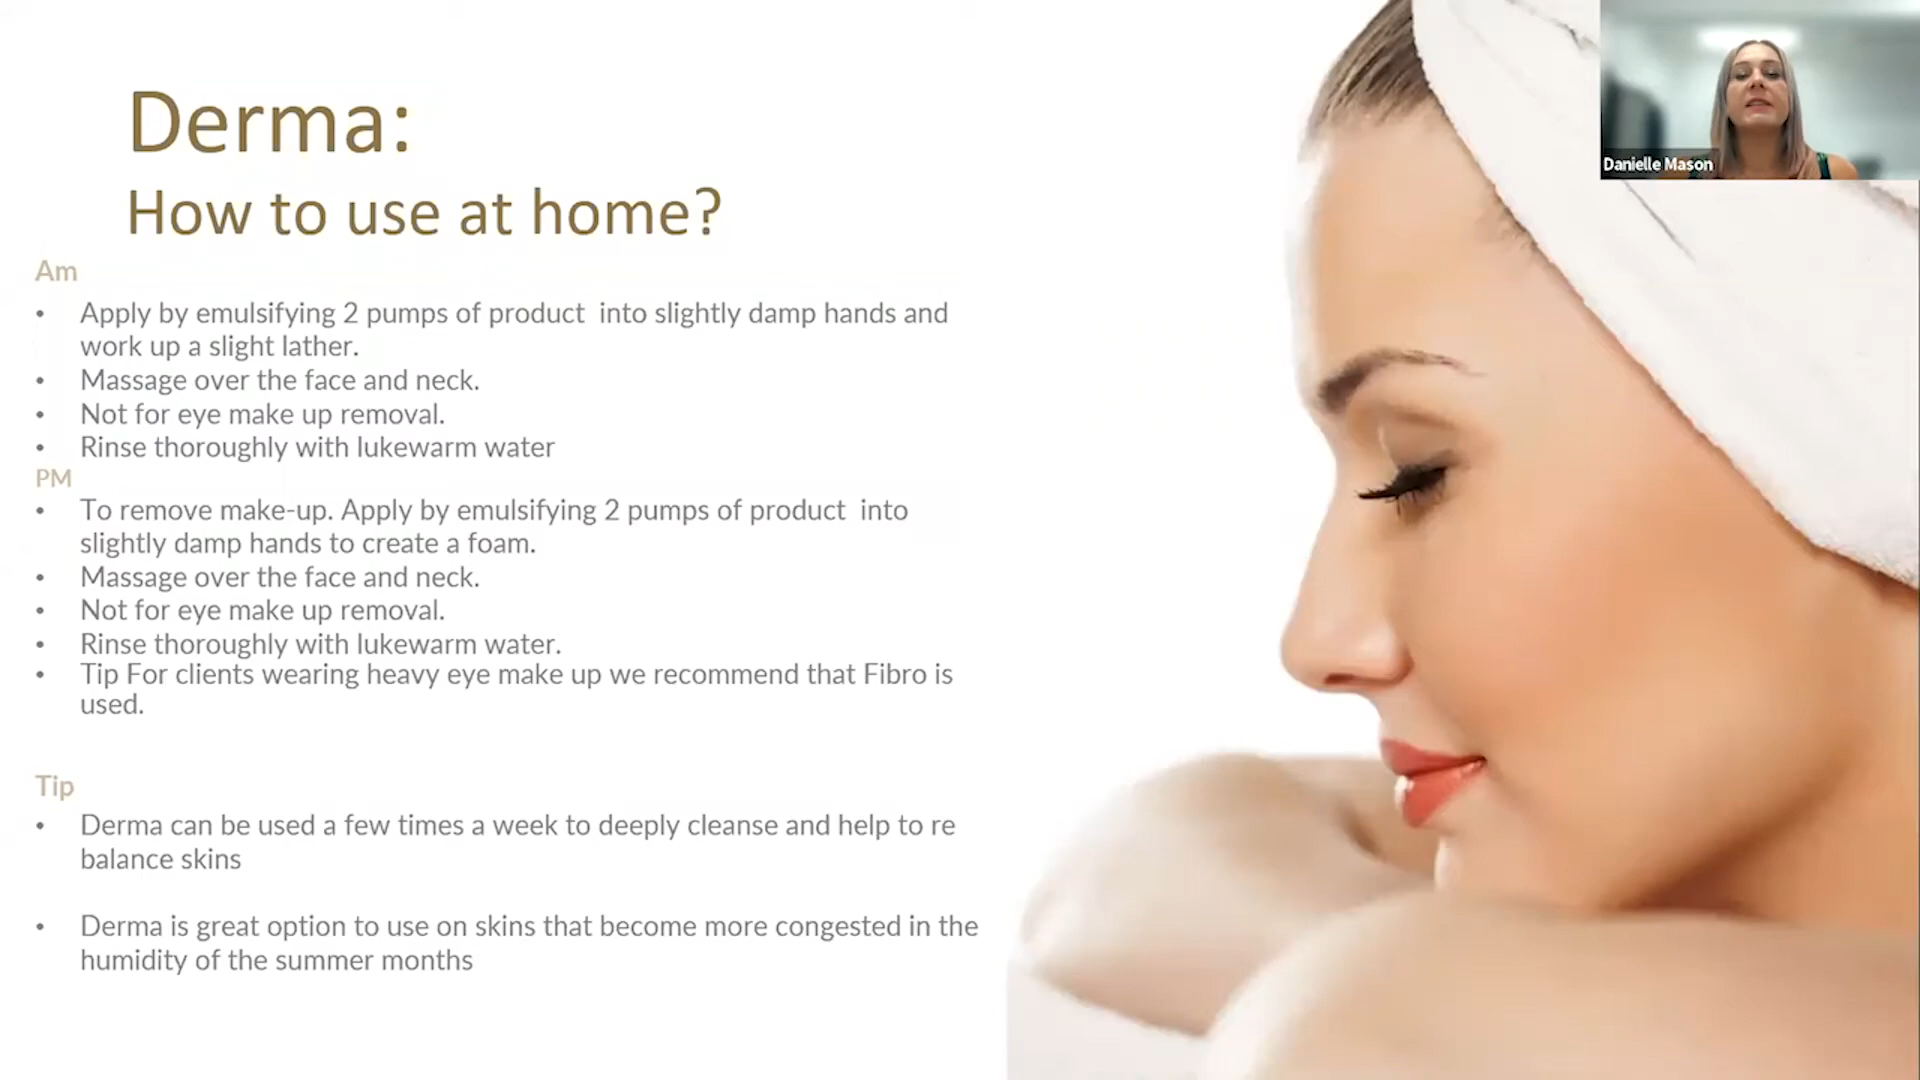 Derma:
How to use at home?
Am
• Apply by emulsifying 2 pumps of product  into slightly damp hands and
work up a slight lather.
• Massage over the face and neck.
• Not for eye make up removal.
• Rinse thoroughly with lukewarm water
PM
• To remove make-up. Apply by emulsifying 2 pumps of product  into
slightly damp hands to create a foam.
• Massage over the face and neck.
• Not for eye make up removal.
• Rinse thoroughly with lukewarm water.
• Tip For clients wearing heavy eye make up we recommend that Fibro is
used.
Tip
• Derma can be used a few times a week to deeply cleanse and help to re
balance skins
• Derma is great option to use on skins that become more congested in the
humidity of the summer months
Danielle Mason